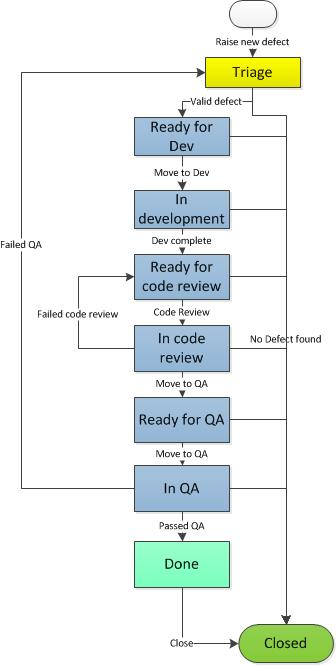 Raise new defect
Triage
Valid defect
Ready for
Dev
Move to Dev
In
development
Dev complete
Failed QA
Ready for
code review
Failed code review
Code Review
In code
review
No Defect found
Move to QA
Ready for QA
Move to QA
In QA
Passed QA
Done
Close
Closed